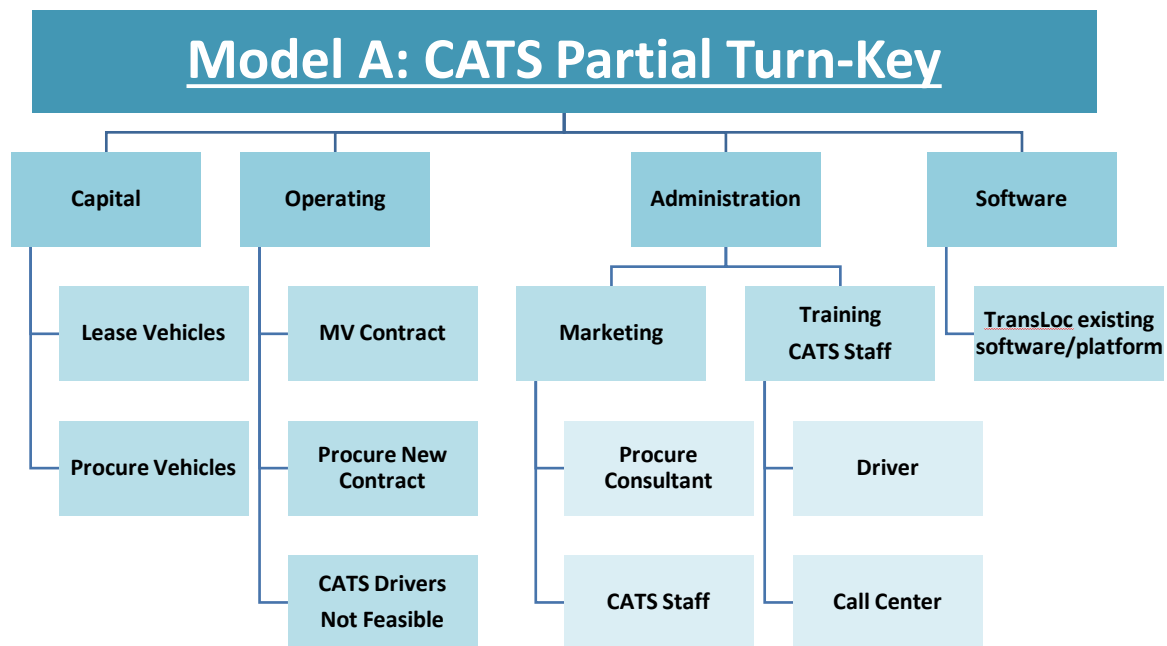 Model A: CATS Partial Turn-Key
Capital
Operating
Administration
Software
Lease Vehicles
MV Contract
Marketing
Training
CATS Staff
TransLoc existing
software/platform
Procure Vehicles
Procure New
Contract
Procure
Consultant
Driver
CATS Drivers
Not Feasible
CATS Staff
Call Center